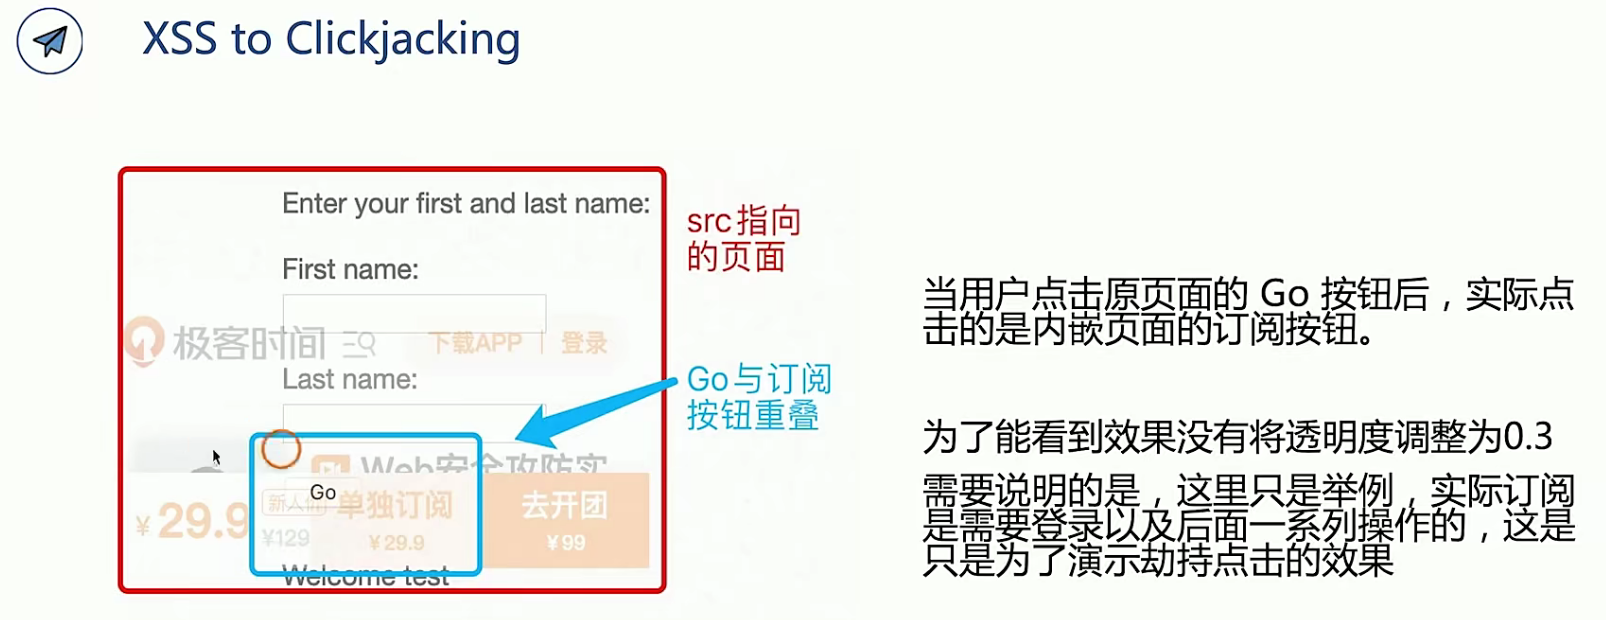 XSS to Clickjacking
Enter your first and last name:
First name:
极客时间
下载APP
登录
Last name:
Web安全攻防实
Go
新人价
单独订阅
去开团
¥29.9
¥129
¥29.9
¥99
Welcome test
src指向
的页面
Go与订阅
按钮重叠
当用户点击原页面的 Go 按钮后，实际点
击的是内嵌页面的订阅按钮。
为了能看到效果没有将透明度调整为0.3
需要说明的是，这里只是举例，实际订阅
是需要登录以及后面一系列操作的，这是
只是为了演示劫持点击的效果